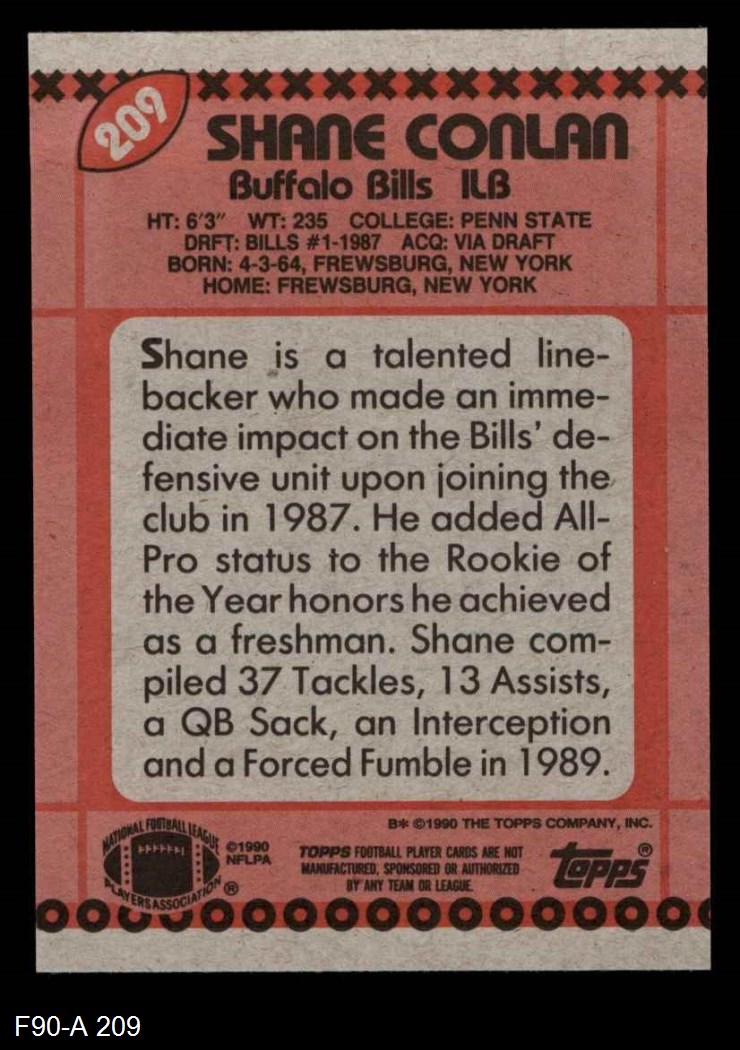 209
SHANE CONLAN
Buffalo Bills ILB
HT: 6'3" WT: 235 COLLEGE: PENN STATE
DRFT: BILLS #1-1987 ACQ: VIA DRAFT
BORN: 4-3-64, FREWSBURG, NEW YORK
HOME: FREWSBURG, NEW YORK
Shane is a talented line-
backer who made an imme-
diate impact on the Bills' de-
fensive unit upon joining the
club in 1987. He added All-
Pro status to the Rookie of
the Year honors he achieved
as a freshman. Shane com-
piled 37 Tackles, 13 Assists,
a QB Sack, an Interception
and a Forced Fumble in 1989.
B* ©1990 THE TOPPS COMPANY, INC.
NATIONAL FOOTBALL LEAGUE
PLAYERS ASSOCIATION ®
©1990
NFLPA
TOPPS FOOTBALL PLAYER CARDS ARE NOT
MANUFACTURED, SPONSORED OR AUTHORIZED
BY ANY TEAM OR LEAGUE.
topps®
F90-A 209